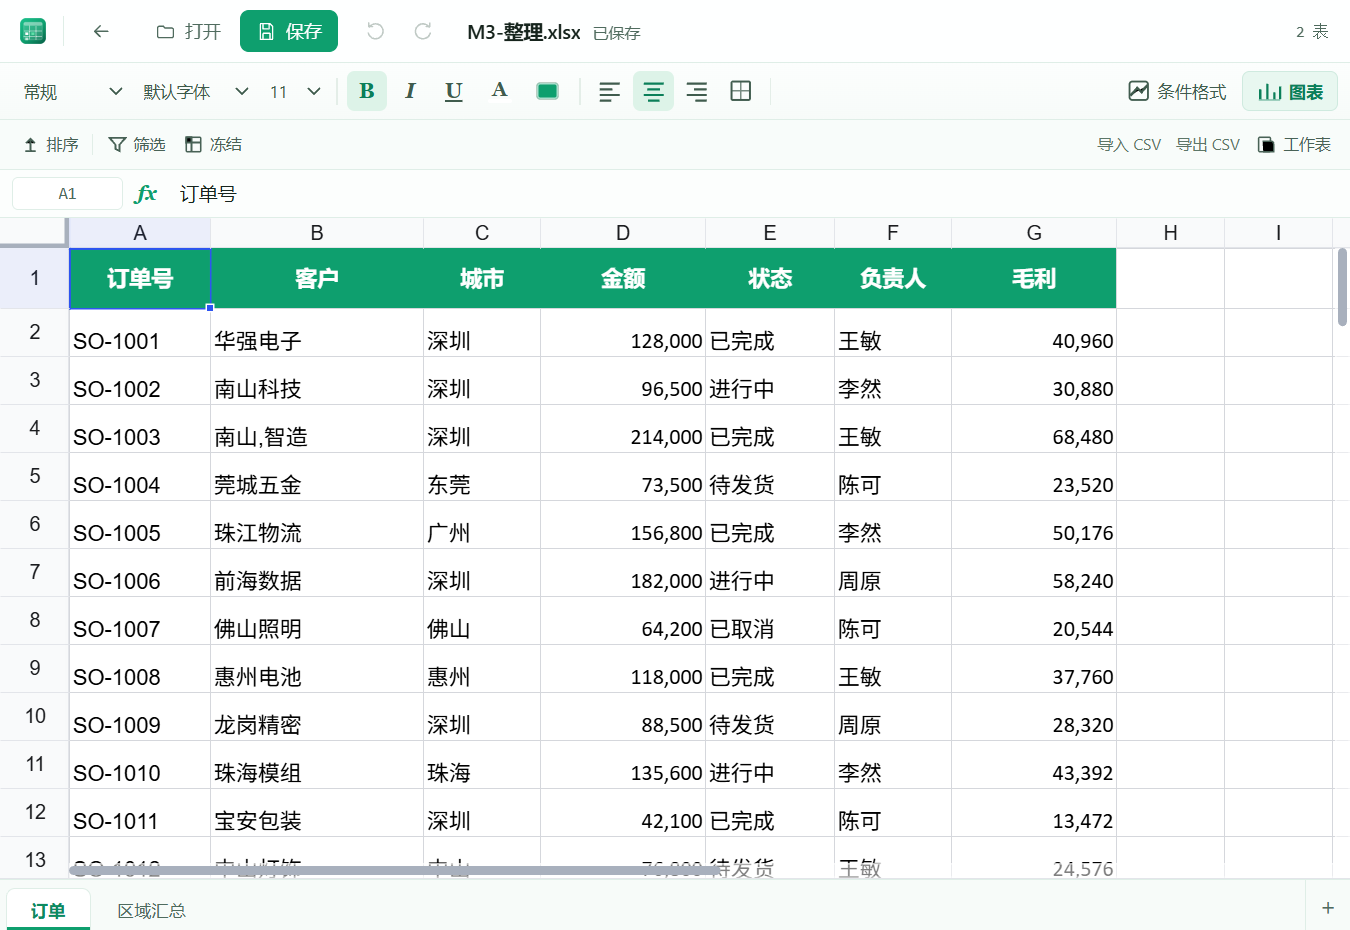 打开 保存 M3-整理.xlsx 已保存 2 表
常规 默认字体 11 B I U A 条件格式 图表
排序 筛选 冻结 导入 CSV 导出 CSV 工作表
A1 fx 订单号
A B C D E F G H I
1 订单号 客户 城市 金额 状态 负责人 毛利
2 SO-1001 华强电子 深圳 128,000 已完成 王敏 40,960
3 SO-1002 南山科技 深圳 96,500 进行中 李然 30,880
4 SO-1003 南山,智造 深圳 214,000 已完成 王敏 68,480
5 SO-1004 莞城五金 东莞 73,500 待发货 陈可 23,520
6 SO-1005 珠江物流 广州 156,800 已完成 李然 50,176
7 SO-1006 前海数据 深圳 182,000 进行中 周原 58,240
8 SO-1007 佛山照明 佛山 64,200 已取消 陈可 20,544
9 SO-1008 惠州电池 惠州 118,000 已完成 王敏 37,760
10 SO-1009 龙岗精密 深圳 88,500 待发货 周原 28,320
11 SO-1010 珠海模组 珠海 135,600 进行中 李然 43,392
12 SO-1011 宝安包装 深圳 42,100 已完成 陈可 13,472
13 SO-1012 中山灯饰 中山 76,800 待发货 王敏 24,576
订单 区域汇总